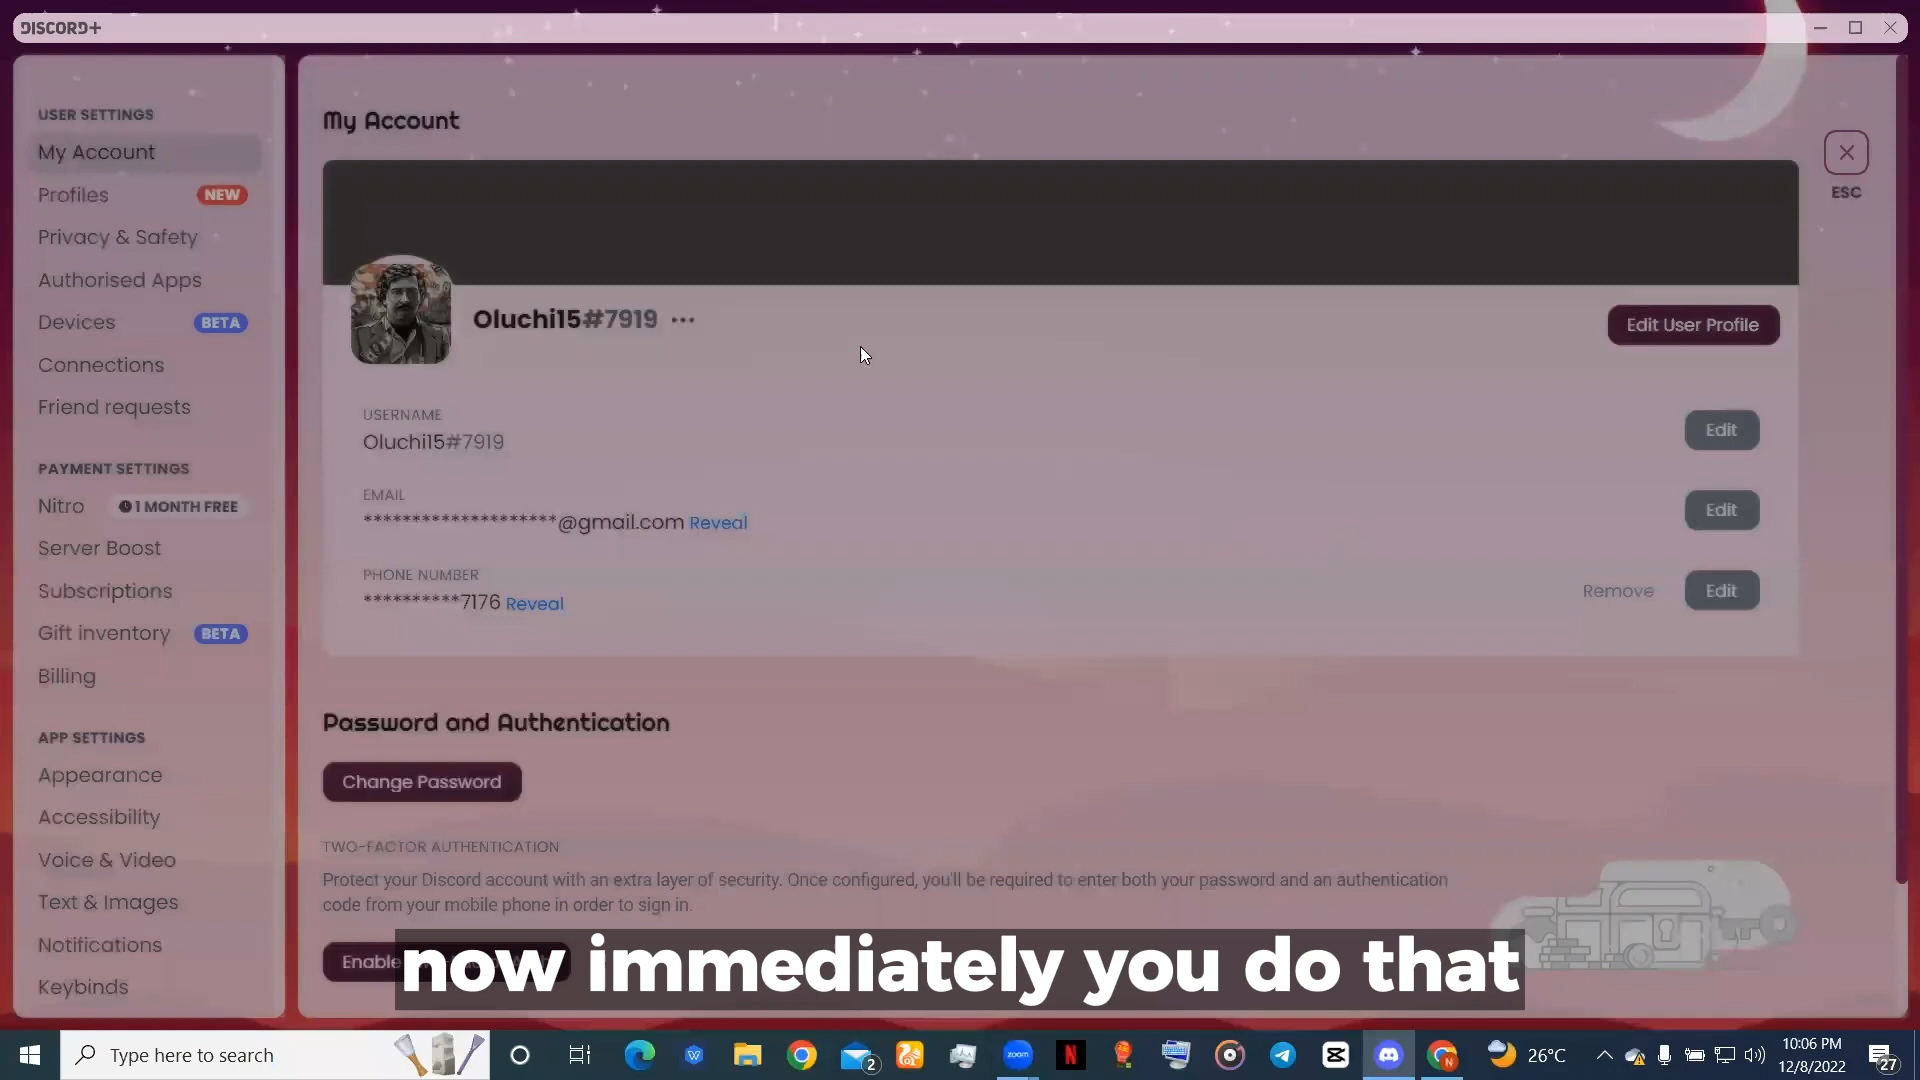 DISCORD+
USER SETTINGS
My Account
Profiles NEW
Privacy & Safety
Authorised Apps
Devices BETA
Connections
Friend requests
PAYMENT SETTINGS
Nitro 1 MONTH FREE
Server Boost
Subscriptions
Gift inventory BETA
Billing
APP SETTINGS
Appearance
Accessibility
Voice & Video
Text & Images
Notifications
Keybinds
My Account
ESC
Oluchi15#7919 ...
Edit User Profile
USERNAME
Oluchi15#7919
Edit
EMAIL
********************@gmail.com Reveal
Edit
PHONE NUMBER
**********7176 Reveal
Remove Edit
Password and Authentication
Change Password
TWO-FACTOR AUTHENTICATION
Protect your Discord account with an extra layer of security. Once configured, you'll be required to enter both your password and an authentication
code from your mobile phone in order to sign in.
Enable
now immediately you do that
Type here to search
2
zoom
N
26°C
10:06 PM
12/8/2022
27